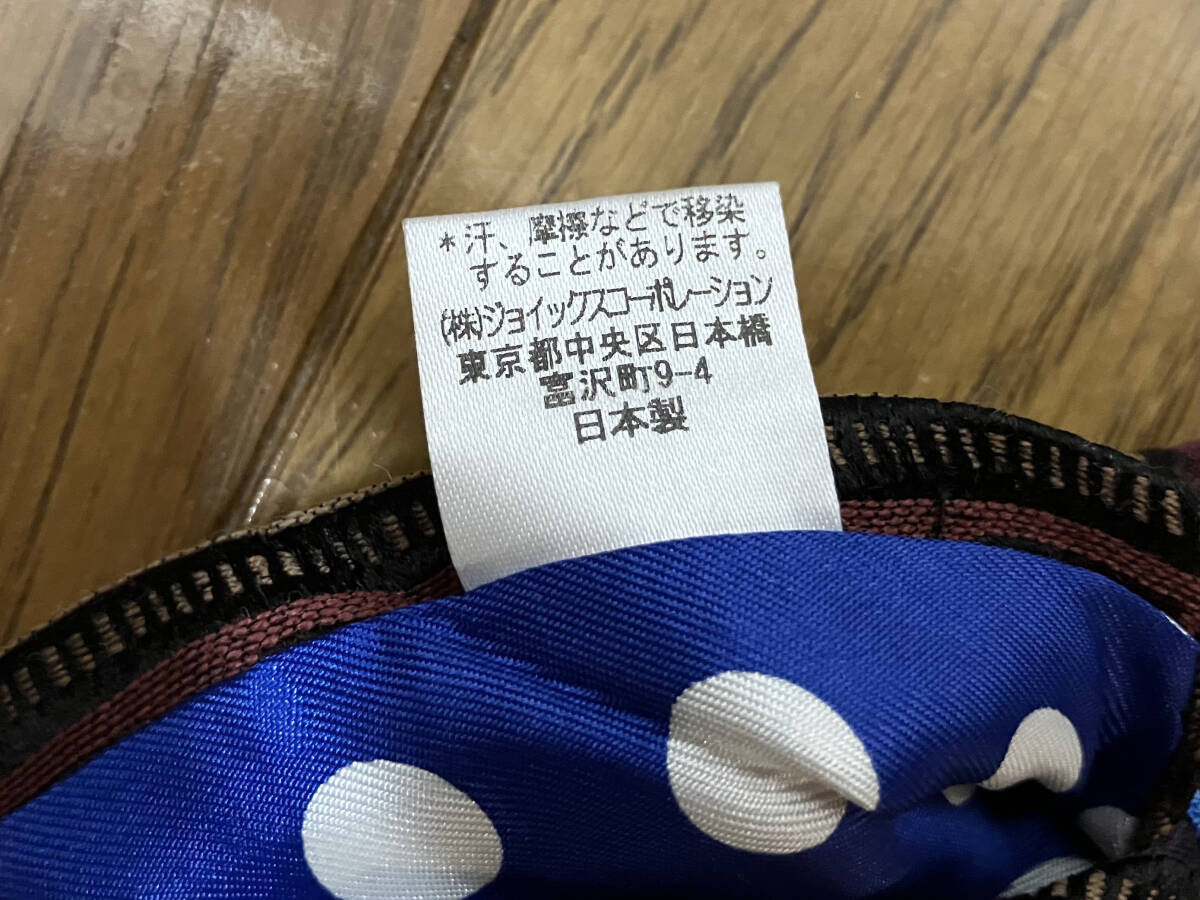 *汗、摩擦などで移染
することがあります。
(株)ジョイックスコーポレーション
東京都中央区日本橋
富沢町9-4
日本製